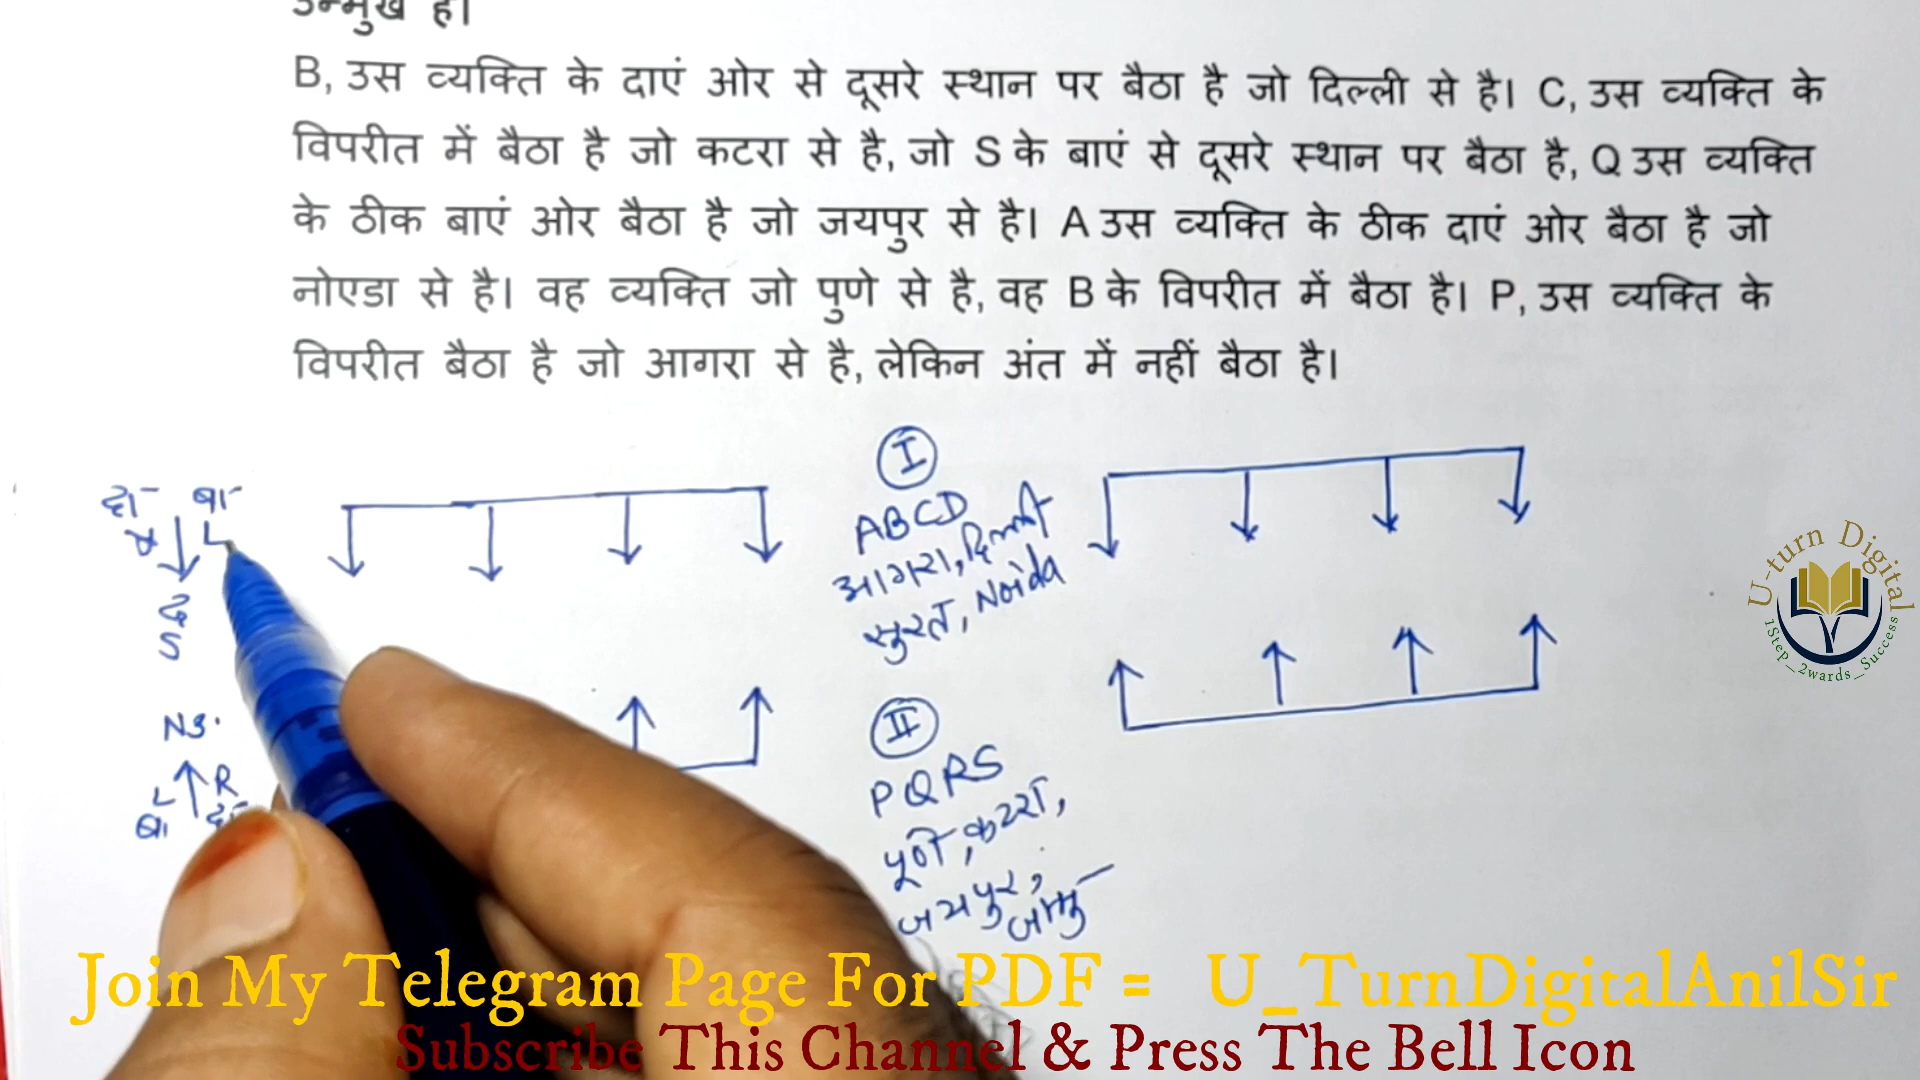 उन्मुख है।
B, उस व्यक्ति के दाएं ओर से दूसरे स्थान पर बैठा है जो दिल्ली से है। C, उस व्यक्ति के
विपरीत में बैठा है जो कटरा से है, जो S के बाएं से दूसरे स्थान पर बैठा है, Q उस व्यक्ति
के ठीक बाएं ओर बैठा है जो जयपुर से है। A उस व्यक्ति के ठीक दाएं ओर बैठा है जो
नोएडा से है। वह व्यक्ति जो पुणे से है, वह B के विपरीत में बैठा है। P, उस व्यक्ति के
विपरीत बैठा है जो आगरा से है, लेकिन अंत में नहीं बैठा है।
I
ABCD
आगरा, दिल्ली
सुरत, Noida
दा बा
L
द
S
L R
बा
II
PQRS
पूणे, कटरा,
जयपुर,
जम्मु
U-turn Digital
1Step_2wards_Success
Join My Telegram Page For PDF = U_TurnDigitalAnilSir
Subscribe This Channel & Press The Bell Icon